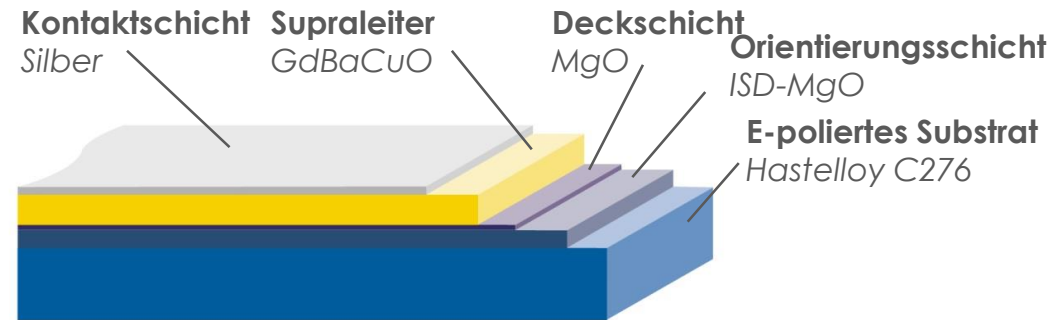 Kontaktschicht
Silber
Supraleiter
GdBaCuO
Deckschicht
MgO
Orientierungsschicht
ISD-MgO
E-poliertes Substrat
Hastelloy C276